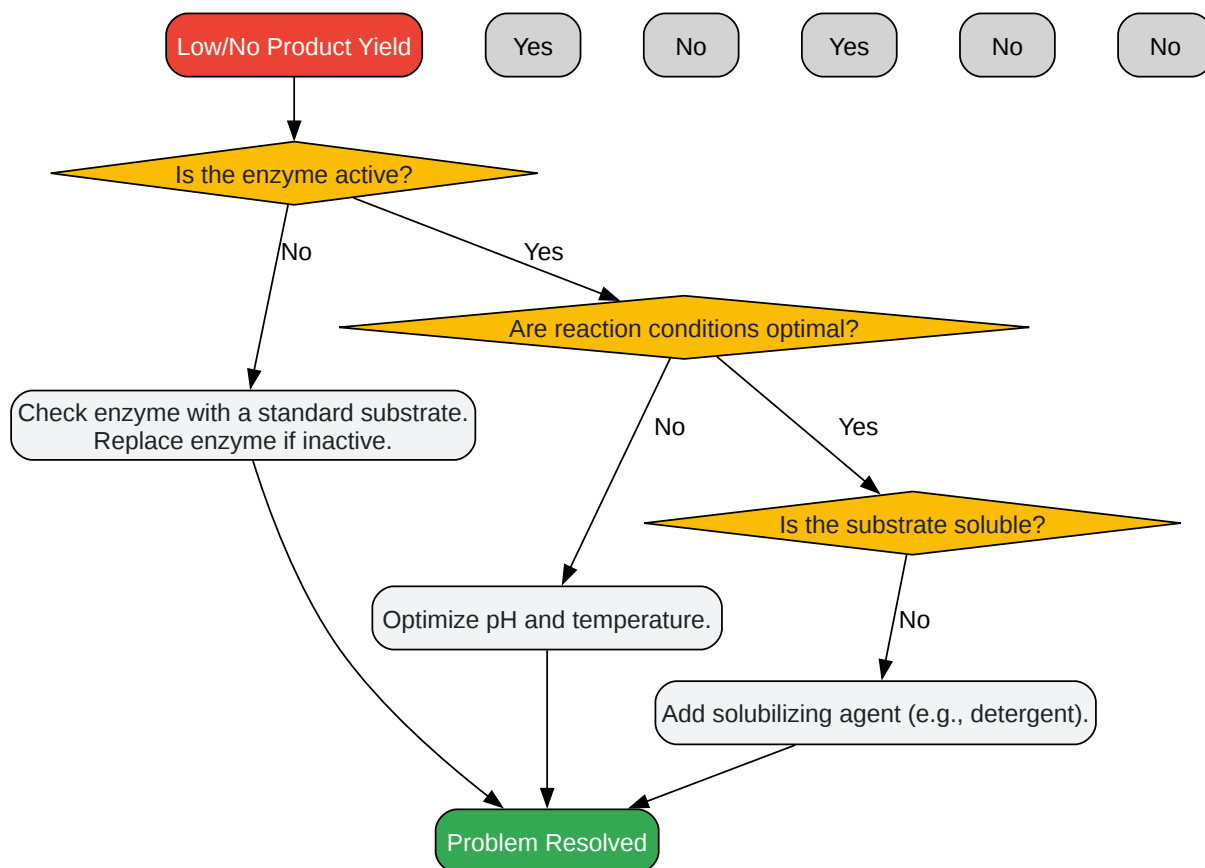 Low/No Product Yield
Yes
No
Yes
No
No
Is the enzyme active?
No
Yes
Are reaction conditions optimal?
Check enzyme with a standard substrate.
Replace enzyme if inactive.
No
Yes
Is the substrate soluble?
Optimize pH and temperature.
No
Add solubilizing agent (e.g., detergent).
Problem Resolved